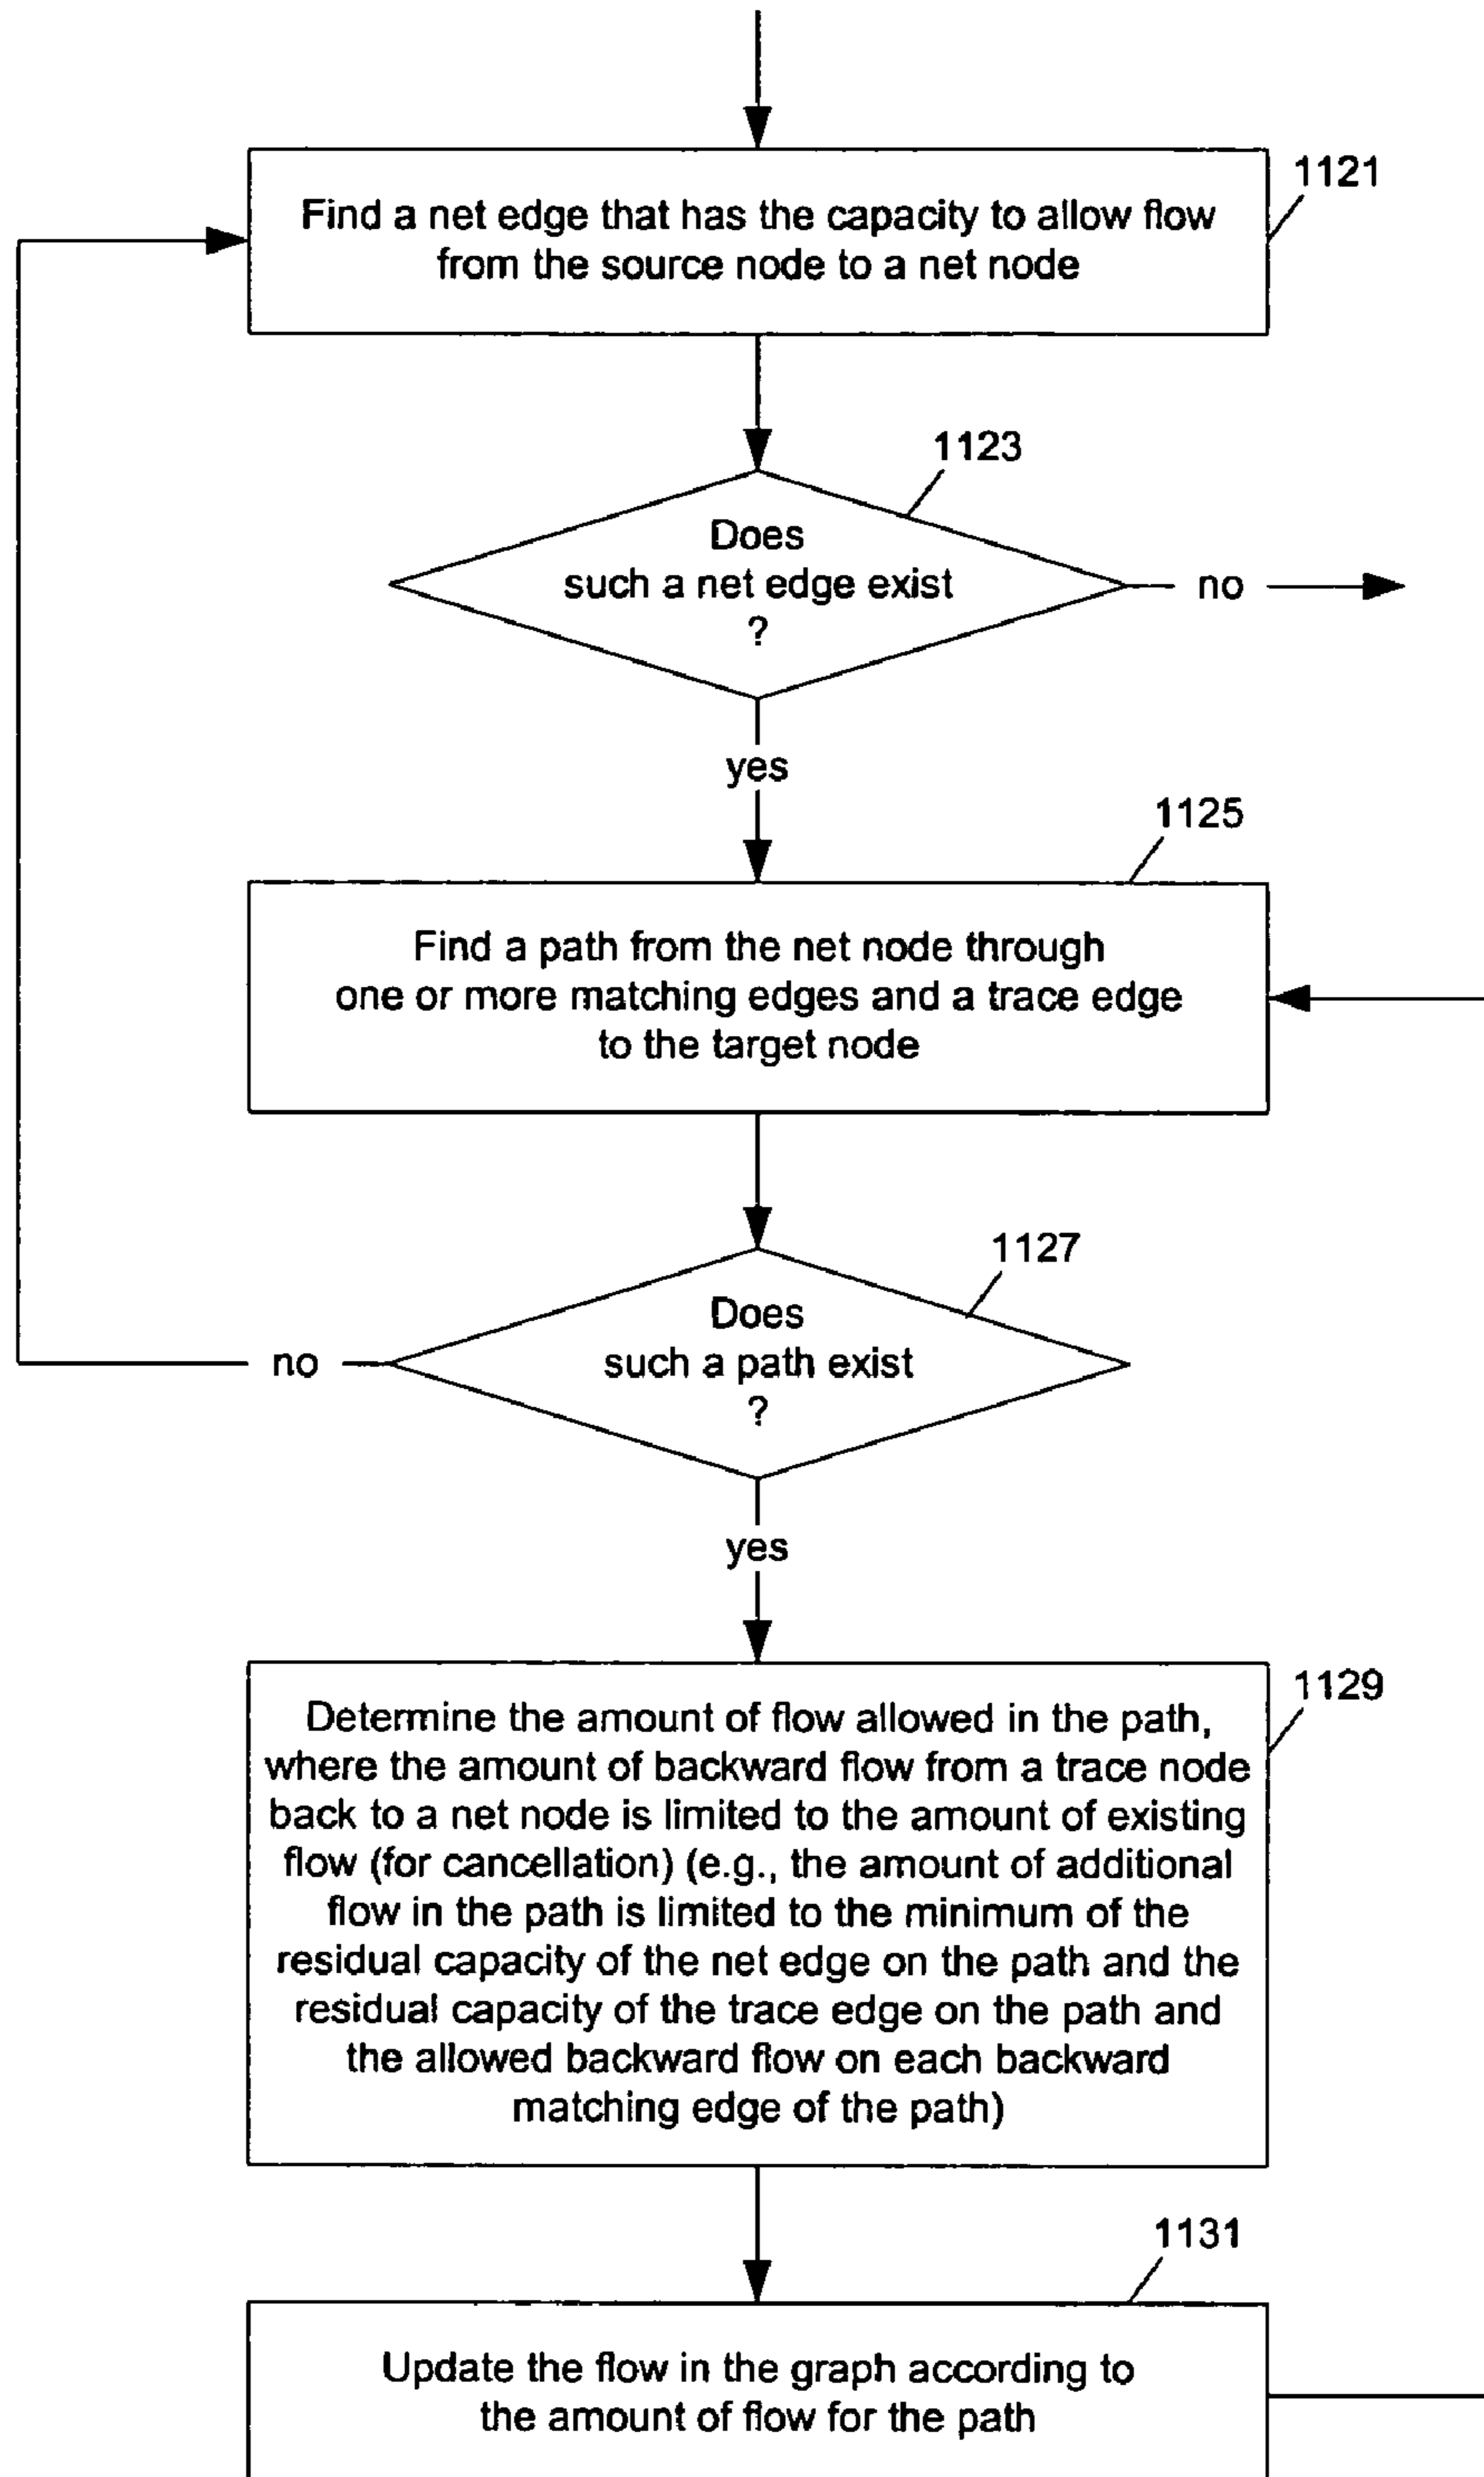 1121
Find a net edge that has the capacity to allow flow
from the source node to a net node
1123
Does
such a net edge exist
?
no
yes
1125
Find a path from the net node through
one or more matching edges and a trace edge
to the target node
1127
Does
such a path exist
?
no
yes
1129
Determine the amount of flow allowed in the path,
where the amount of backward flow from a trace node
back to a net node is limited to the amount of existing
flow (for cancellation) (e.g., the amount of additional
flow in the path is limited to the minimum of the
residual capacity of the net edge on the path and the
residual capacity of the trace edge on the path and
the allowed backward flow on each backward
matching edge of the path)
1131
Update the flow in the graph according to
the amount of flow for the path